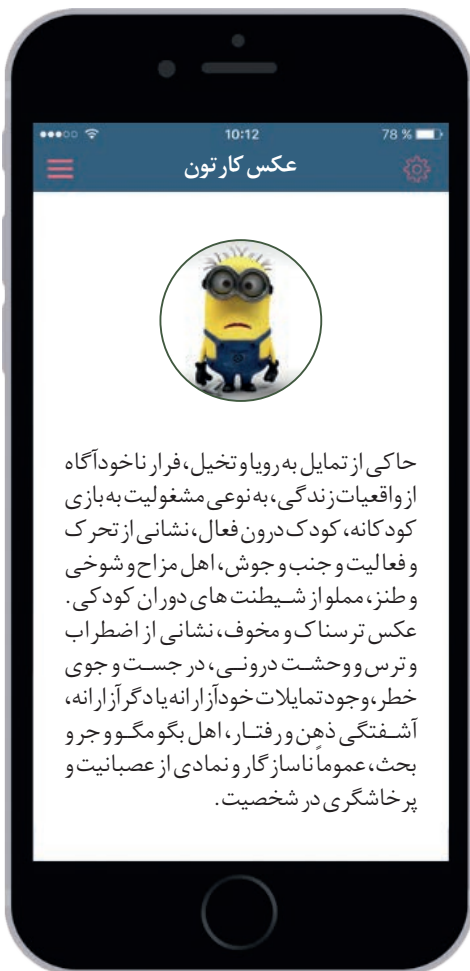 10:12
78 %
عکس کارتون
حاکی از تمایل به رویا و تخیل، فرار ناخودآگاه
از واقعیات زندگی، به نوعی مشغولیت به بازی
کودکانه، کودک درون فعال، نشانی از تحرک
و فعالیت و جنب و جوش، اهل مزاح و شوخی
و طنز، مملو از شیطنت های دوران کودکی.
عکس ترسناک و مخوف، نشانی از اضطراب
و ترس و وحشت درونی، در جست و جوی
خطر، وجود تمایلات خودآزارانه یا دگرآزارانه،
آشفتگی ذهن و رفتار، اهل بگو مگو و جر و
بحث، عموماً ناسازگار و نمادی از عصبانیت و
پرخاشگری در شخصیت.